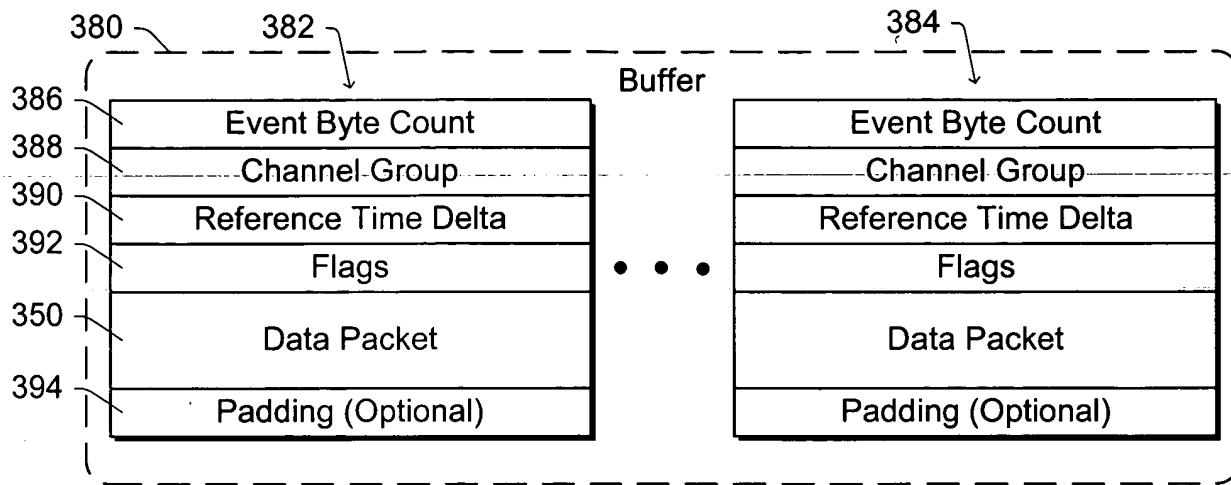 380
382
384
Buffer
386
Event Byte Count
Event Byte Count
388
Channel Group
Channel Group
390
Reference Time Delta
Reference Time Delta
392
Flags
Flags
350
Data Packet
Data Packet
394
Padding (Optional)
Padding (Optional)